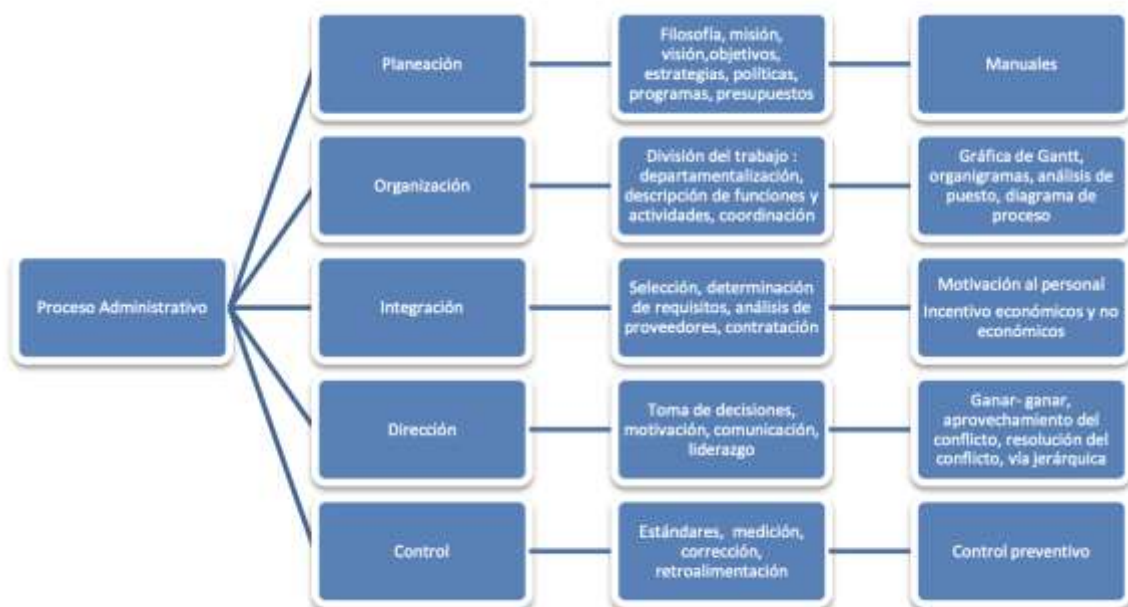 Proceso Administrativo
Planeación
Filosofía, misión,
visión,objetivos,
estrategias, políticas,
programas, presupuestos
Manuales
Organización
División del trabajo :
departamentalización,
descripción de funciones y
actividades, coordinación
Gráfica de Gantt,
organigramas, análisis de
puesto, diagrama de
proceso
Integración
Selección, determinación
de requisitos, análisis de
proveedores, contratación
Motivación al personal
Incentivo económicos y no
económicos
Dirección
Toma de decisiones,
motivación, comunicación,
liderazgo
Ganar- ganar,
aprovechamiento del
conflicto, resolución del
conflicto, vía jerárquica
Control
Estándares, medición,
corrección,
retroalimentación
Control preventivo